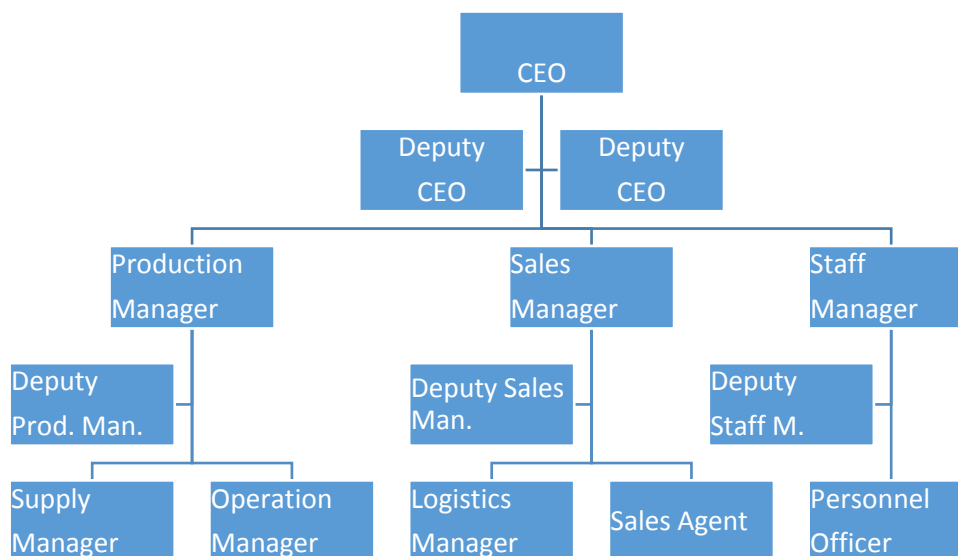 CEO
Deputy
CEO
Deputy
CEO
Production
Manager
Sales
Manager
Staff
Manager
Deputy
Prod. Man.
Deputy Sales
Man.
Deputy
Staff M.
Supply
Manager
Operation
Manager
Logistics
Manager
Sales Agent
Personnel
Officer